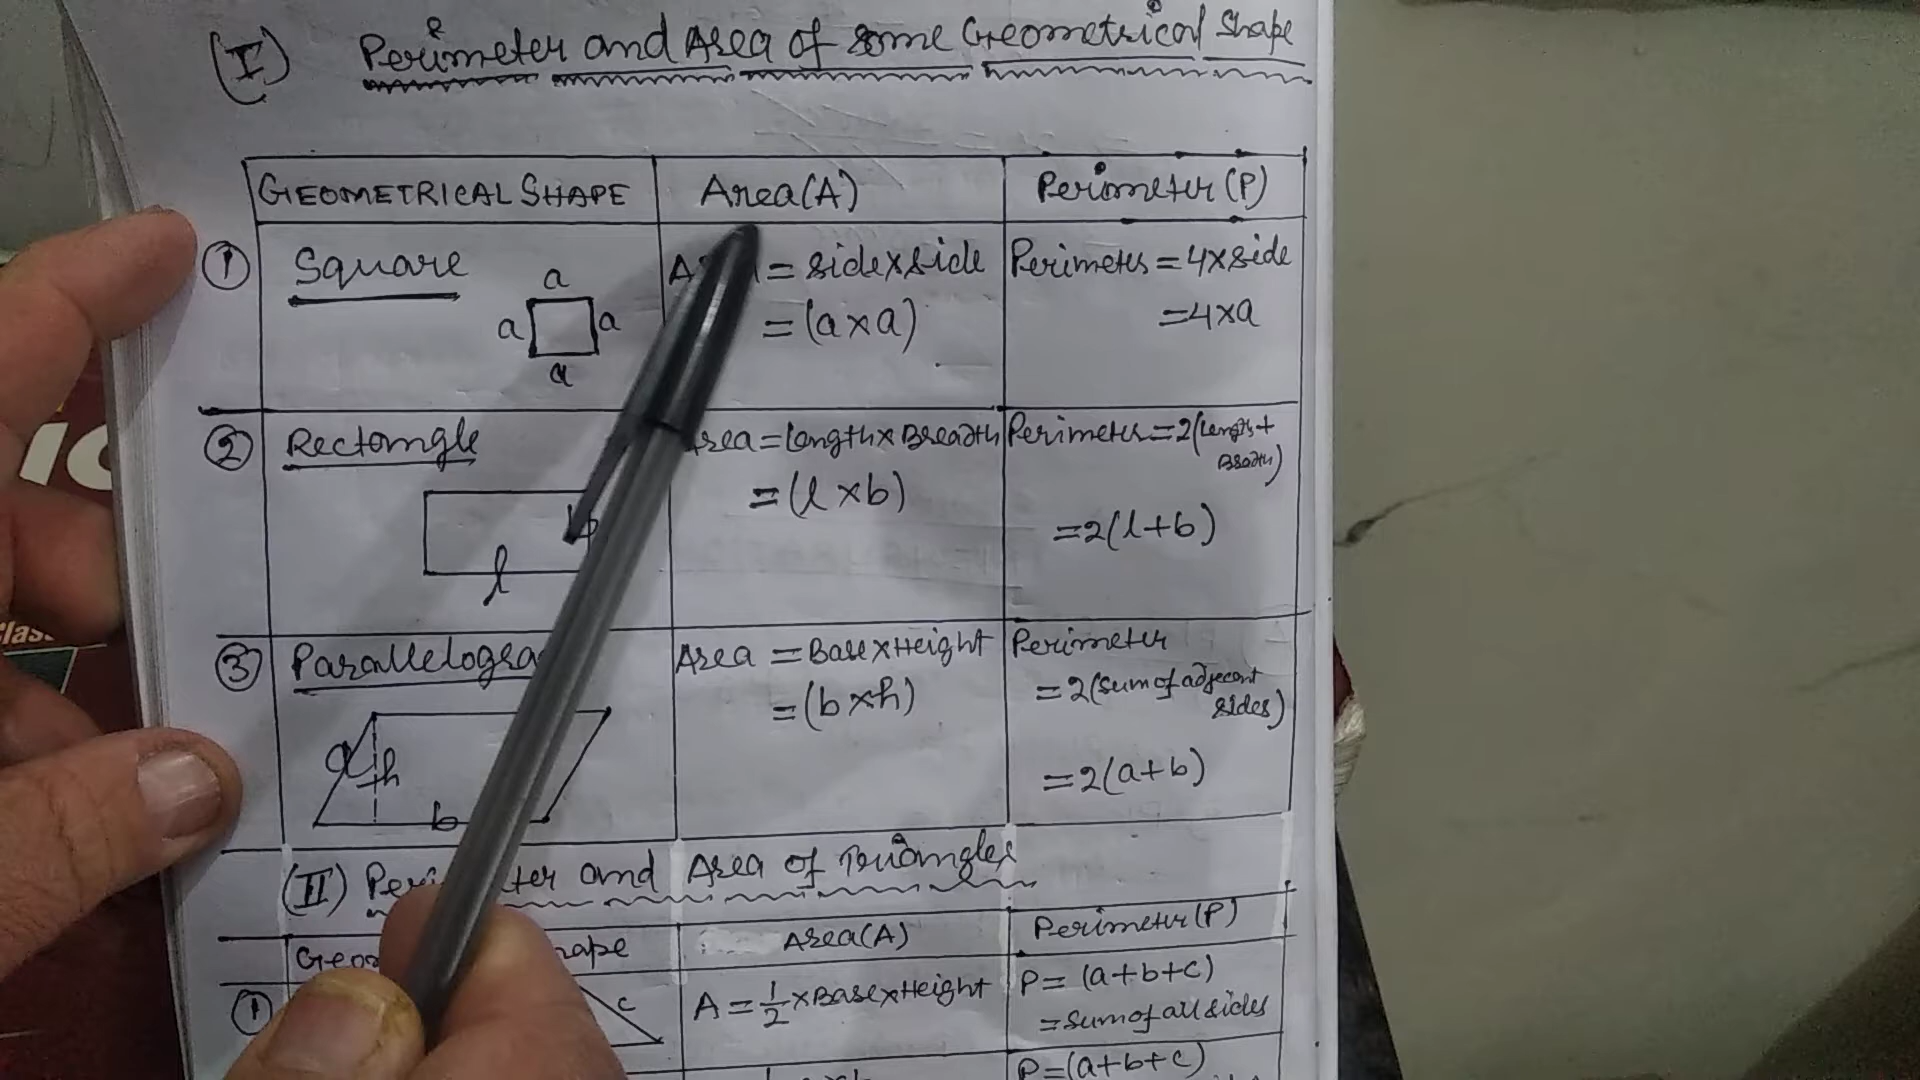 (I) Perimeter and Area of some Geometrical Shape
GEOMETRICAL SHAPE Area(A) Perimeter(P)
① Square Perimeter = 4×side
= side×side
a
a a
a
= (a×a)
= 4×a
② Rectangle
= Length×Breadth
Perimeter = 2(Length+
Breadth)
= (l×b)
= 2(l+b)
b
l
③ Area = Base×Height
= (b×h)
Perimeter
= 2(Sum of adjecent
sides)
= 2(a+b)
a h
b
(II) and Area of Triangles
Area(A) Perimeter(P)
① A = 1/2 × Base×Height
c
P = (a+b+c)
= Sum of all sides
P = (a+b+c)